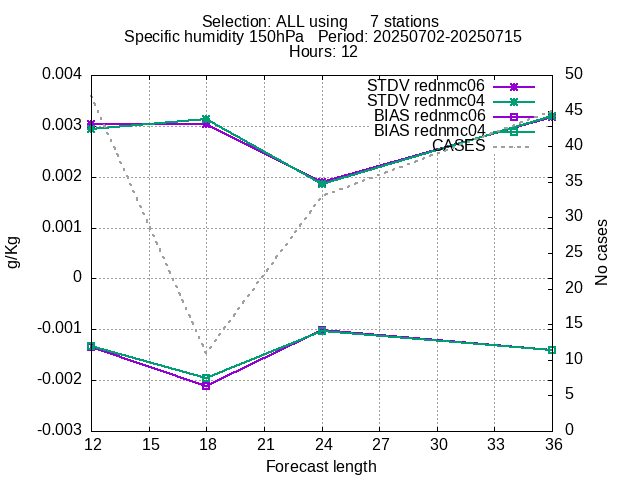 Selection: ALL using     7 stations
Specific humidity 150hPa   Period: 20250702-20250715
Hours: 12
STDV rednmc06
STDV rednmc04
BIAS rednmc06
BIAS rednmc04
CASES
0.004
0.003
0.002
0.001
0
-0.001
-0.002
-0.003
g/Kg
50
45
40
35
30
25
20
15
10
5
0
No cases
12 15 18 21 24 27 30 33 36
Forecast length